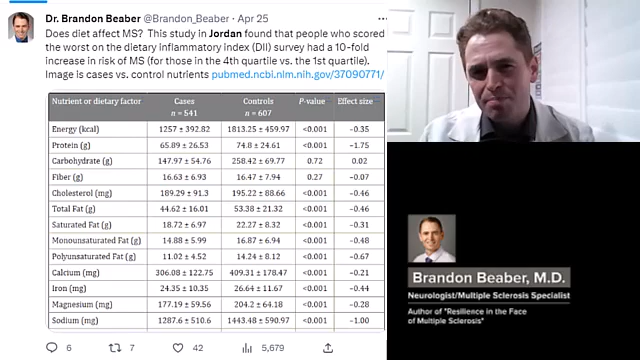 Dr. Brandon Beaber @Brandon_Beaber · Apr 25
Does diet affect MS? This study in Jordan found that people who scored
the worst on the dietary inflammatory index (DII) survey had a 10-fold
increase in risk of MS (for those in the 4th quartile vs. the 1st quartile).
Image is cases vs. control nutrients pubmed.ncbi.nlm.nih.gov/37090771/
Nutrient or dietary factor Cases n = 541 Controls n = 607 P-value Effect size
Energy (kcal) 1257 ± 392.82 1813.25 ± 459.97 <0.001 −0.35
Protein (g) 65.89 ± 26.53 74.8 ± 24.61 <0.001 −1.75
Carbohydrate (g) 147.97 ± 54.76 258.42 ± 69.77 0.72 0.02
Fiber (g) 16.63 ± 6.93 16.47 ± 7.94 0.27 −0.07
Cholesterol (mg) 189.29 ± 91.3 195.22 ± 88.66 <0.001 −0.46
Total Fat (g) 44.62 ± 16.01 53.38 ± 21.32 <0.001 −0.46
Saturated Fat (g) 18.72 ± 6.97 22.27 ± 8.32 <0.001 −0.31
Monounsaturated Fat (g) 14.88 ± 5.99 16.87 ± 6.94 <0.001 −0.48
Polyunsaturated Fat (g) 11.02 ± 4.52 14.24 ± 8.12 <0.001 −0.67
Calcium (mg) 306.08 ± 122.75 409.31 ± 178.47 <0.001 −0.21
Iron (mg) 24.35 ± 10.35 26.64 ± 11.67 <0.001 −0.44
Magnesium (mg) 177.19 ± 59.56 204.2 ± 64.18 <0.001 −0.28
Sodium (mg) 1287.6 ± 510.6 1443.48 ± 590.97 <0.001 −1.00
6 7 42 5,679
Brandon Beaber, M.D.
Neurologist/Multiple Sclerosis Specialist
Author of "Resilience in the Face
of Multiple Sclerosis"